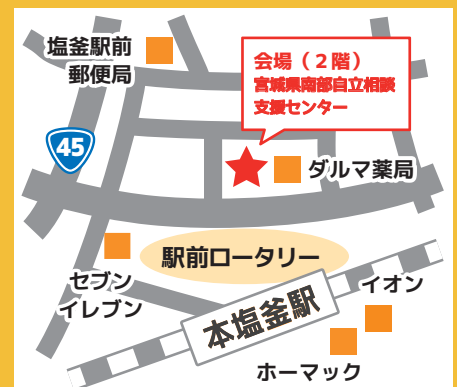 塩釜駅前
郵便局
会場（２階）
宮城県南部自立相談
支援センター
45
ダルマ薬局
駅前ロータリー
セブン
イレブン
イオン
本塩釜駅
ホーマック